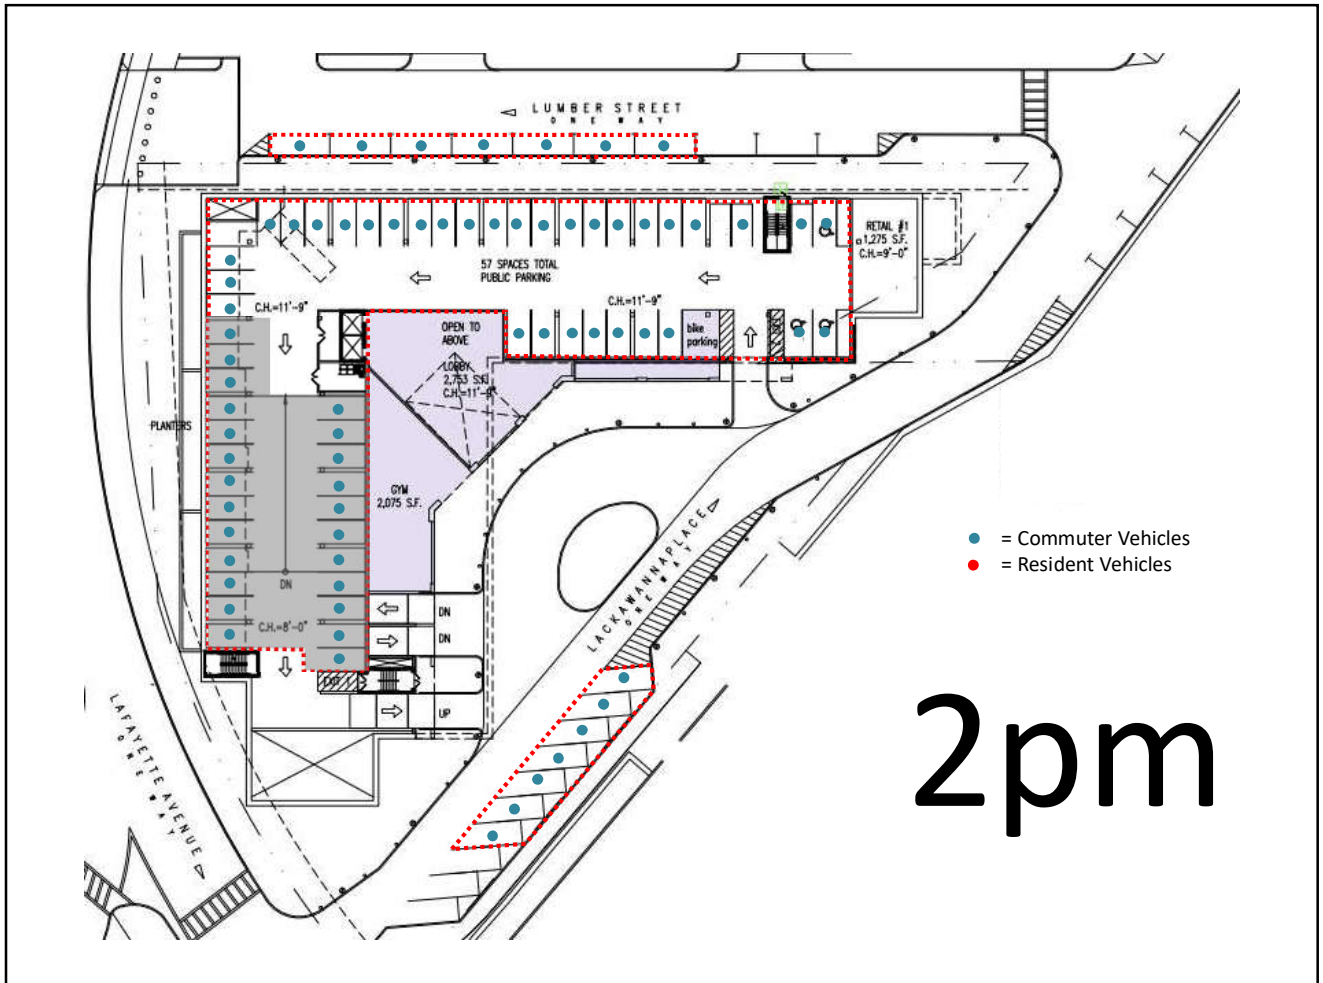 LUMBER STREET
ONE WAY
RETAIL #1
1,275 S.F.
C.H.=9'-0"
57 SPACES TOTAL
PUBLIC PARKING
C.H.=11'-9"
C.H.=11'-9"
OPEN TO
ABOVE
bike
parking
LOBBY
2,753 S.F.
C.H.=11'-9"
PLANTERS
GYM
2,075 S.F.
LACKAWANNA PLACE
ONE WAY
= Commuter Vehicles
= Resident Vehicles
DN
C.H.=8'-0"
DN
DN
UP
LAFAYETTE AVENUE
ONE WAY
2pm